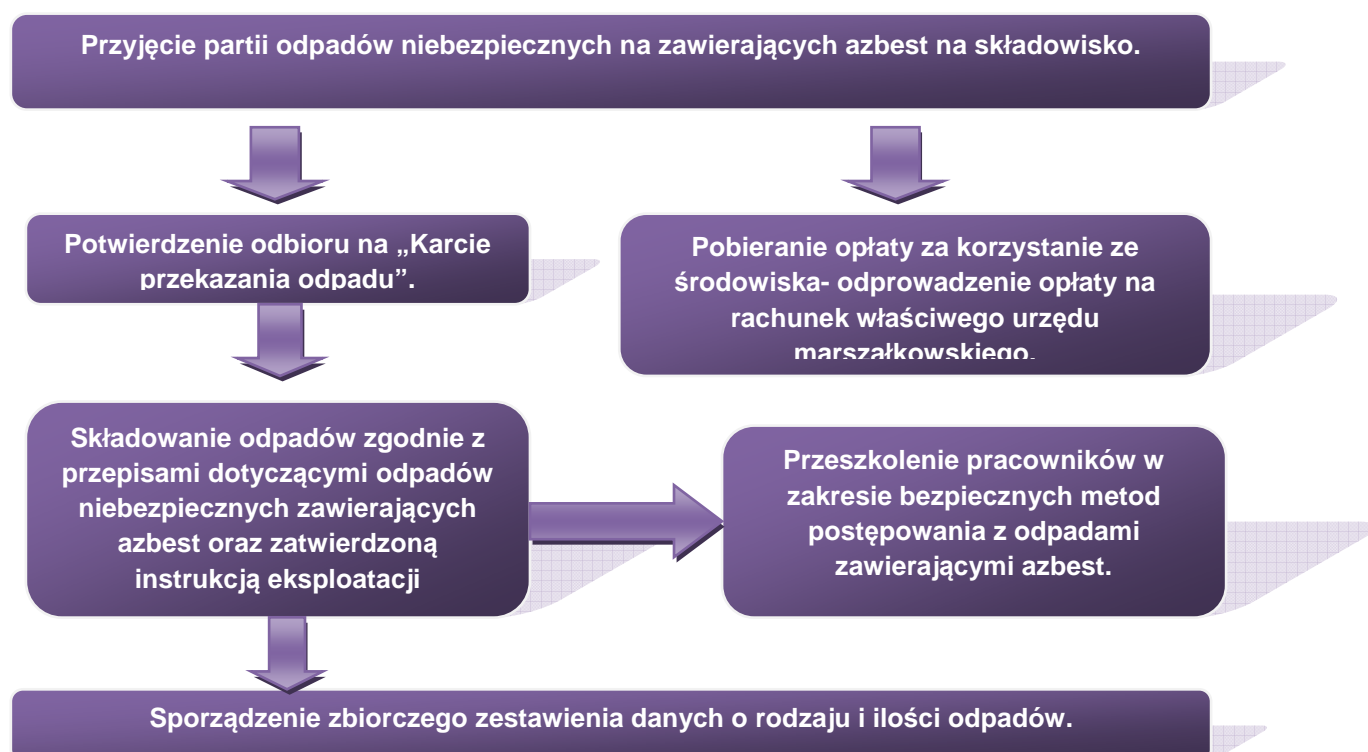 Przyjęcie partii odpadów niebezpiecznych na zawierających azbest na składowisko.
Potwierdzenie odbioru na „Karcie
przekazania odpadu”.
Pobieranie opłaty za korzystanie ze
środowiska- odprowadzenie opłaty na
rachunek właściwego urzędu
marszałkowskiego.
Składowanie odpadów zgodnie z
przepisami dotyczącymi odpadów
niebezpiecznych zawierających
azbest oraz zatwierdzoną
instrukcją eksploatacji
Przeszkolenie pracowników w
zakresie bezpiecznych metod
postępowania z odpadami
zawierającymi azbest.
Sporządzenie zbiorczego zestawienia danych o rodzaju i ilości odpadów.